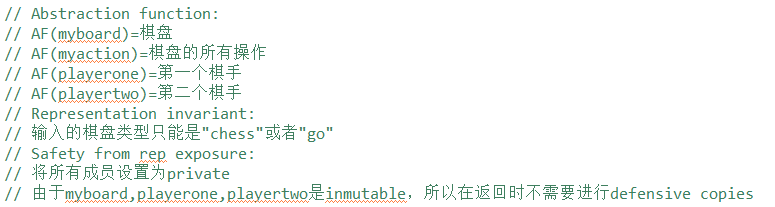 // Abstraction function:
// AF(myboard)=棋盘
// AF(myaction)=棋盘的所有操作
// AF(playerone)=第一个棋手
// AF(playertwo)=第二个棋手
// Representation invariant:
// 输入的棋盘类型只能是"chess"或者"go"
// Safety from rep exposure:
// 将所有成员设置为private
// 由于myboard,playerone,playertwo是inmutable，所以在返回时不需要进行defensive copies